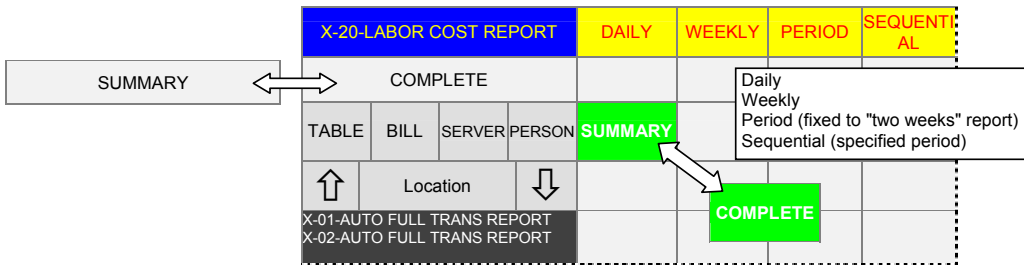 X-20-LABOR COST REPORT
DAILY
WEEKLY
PERIOD
SEQUENTI
AL
SUMMARY
COMPLETE
Daily
Weekly
Period (fixed to "two weeks" report)
Sequential (specified period)
TABLE
BILL
SERVER
PERSON
SUMMARY
Location
COMPLETE
X-01-AUTO FULL TRANS REPORT
X-02-AUTO FULL TRANS REPORT